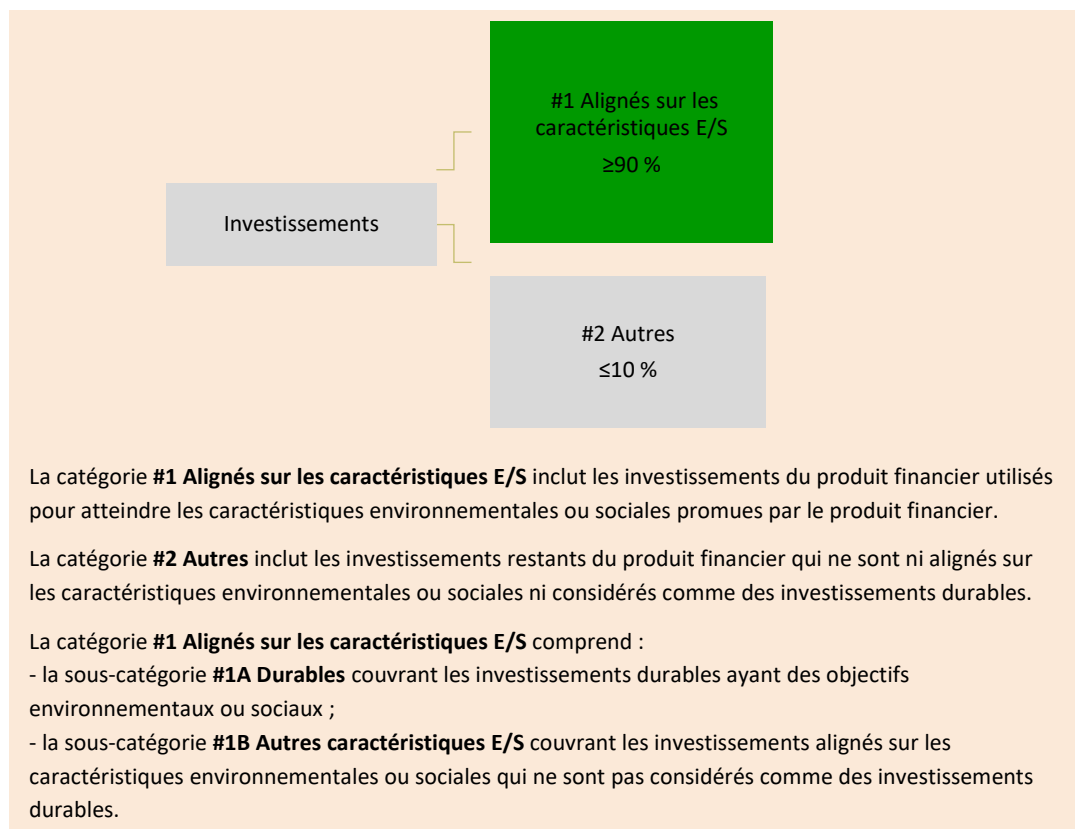 #1 Alignés sur les
caractéristiques E/S
≥90 %
Investissements
#2 Autres
≤10 %
La catégorie #1 Alignés sur les caractéristiques E/S inclut les investissements du produit financier utilisés
pour atteindre les caractéristiques environnementales ou sociales promues par le produit financier.
La catégorie #2 Autres inclut les investissements restants du produit financier qui ne sont ni alignés sur
les caractéristiques environnementales ou sociales ni considérés comme des investissements durables.
La catégorie #1 Alignés sur les caractéristiques E/S comprend :
- la sous-catégorie #1A Durables couvrant les investissements durables ayant des objectifs
environnementaux ou sociaux ;
- la sous-catégorie #1B Autres caractéristiques E/S couvrant les investissements alignés sur les
caractéristiques environnementales ou sociales qui ne sont pas considérés comme des investissements
durables.